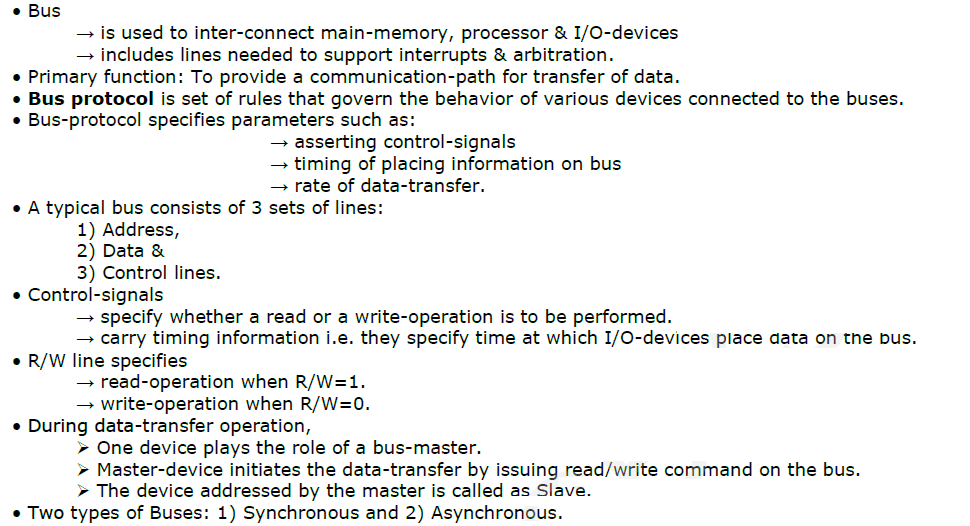 • Bus
→ is used to inter-connect main-memory, processor & I/O-devices
→ includes lines needed to support interrupts & arbitration.
• Primary function: To provide a communication-path for transfer of data.
• Bus protocol is set of rules that govern the behavior of various devices connected to the buses.
• Bus-protocol specifies parameters such as:
→ asserting control-signals
→ timing of placing information on bus
→ rate of data-transfer.
• A typical bus consists of 3 sets of lines:
1) Address,
2) Data &
3) Control lines.
• Control-signals
→ specify whether a read or a write-operation is to be performed.
→ carry timing information i.e. they specify time at which I/O-devices place data on the bus.
• R/W line specifies
→ read-operation when R/W=1.
→ write-operation when R/W=0.
• During data-transfer operation,
➢ One device plays the role of a bus-master.
➢ Master-device initiates the data-transfer by issuing read/write command on the bus.
➢ The device addressed by the master is called as Slave.
• Two types of Buses: 1) Synchronous and 2) Asynchronous.